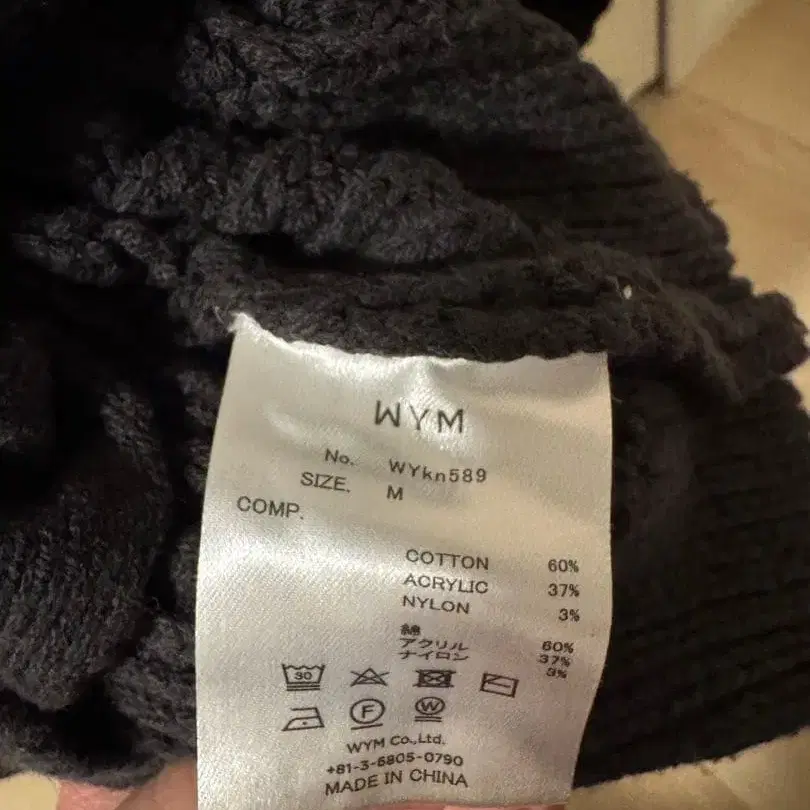 WYM
No. WYkn589
SIZE. M
COMP.
COTTON 60%
ACRYLIC 37%
NYLON 3%
綿 60%
アクリル 37%
ナイロン 3%
30
F W
WYM Co.,Ltd.
+81-3-6805-0790
MADE IN CHINA